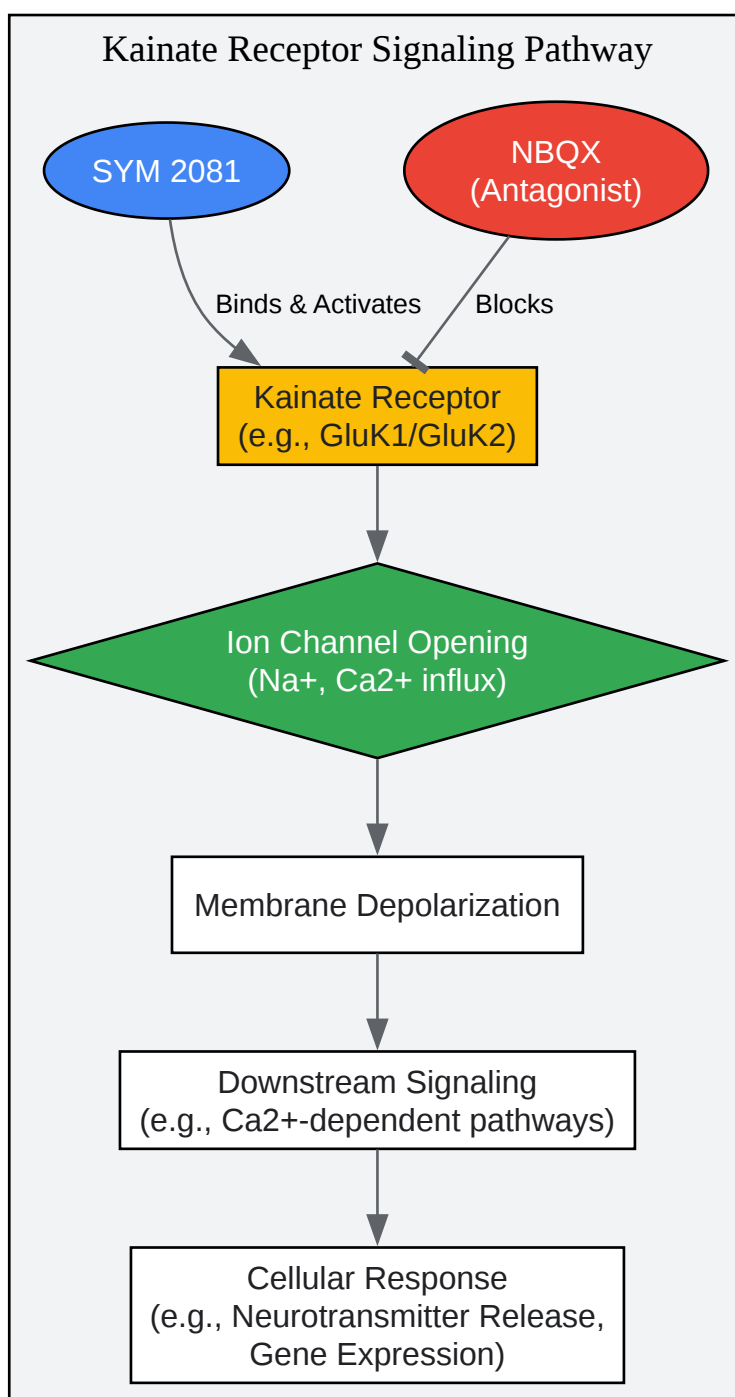 Kainate Receptor Signaling Pathway
SYM 2081
NBQX
(Antagonist)
Binds & Activates
Blocks
Kainate Receptor
(e.g., GluK1/GluK2)
Ion Channel Opening
(Na+, Ca2+ influx)
Membrane Depolarization
Downstream Signaling
(e.g., Ca2+-dependent pathways)
Cellular Response
(e.g., Neurotransmitter Release,
Gene Expression)